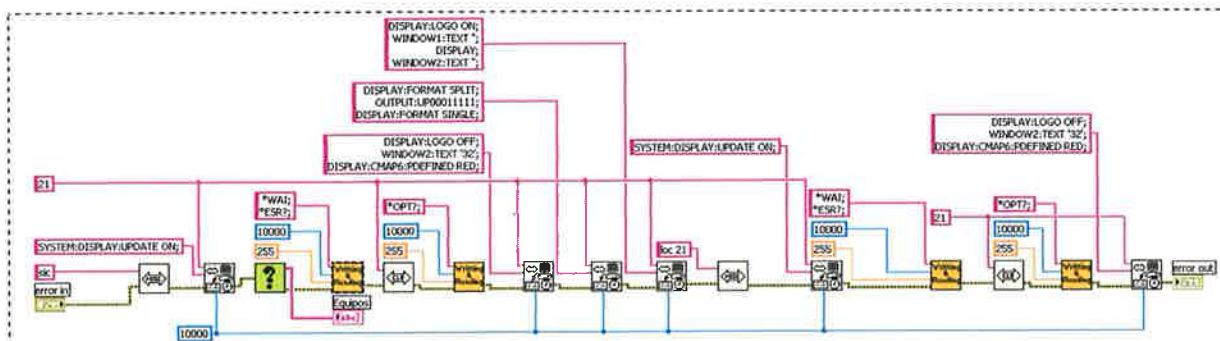 DISPLAY:LOGO ON;
WINDOW1:TEXT '';
DISPLAY;
WINDOW2:TEXT '';
DISPLAY:FORMAT SPLIT;
OUTPUT:UP00011111;
DISPLAY:FORMAT SINGLE;
DISPLAY:LOGO OFF;
WINDOW2:TEXT '32';
DISPLAY:CMAP6:PDEFINED RED;
SYSTEM:DISPLAY:UPDATE ON;
DISPLAY:LOGO OFF;
WINDOW2:TEXT '32';
DISPLAY:CMAP6:PDEFINED RED;
21
*WAI;
*ESR?;
10000
255
*OPT?;
10000
255
*WAI;
*ESR?;
10000
255
21
*OPT?;
10000
255
SYSTEM:DISPLAY:UPDATE ON;
loc 21
error in
Equipos
error out
10000